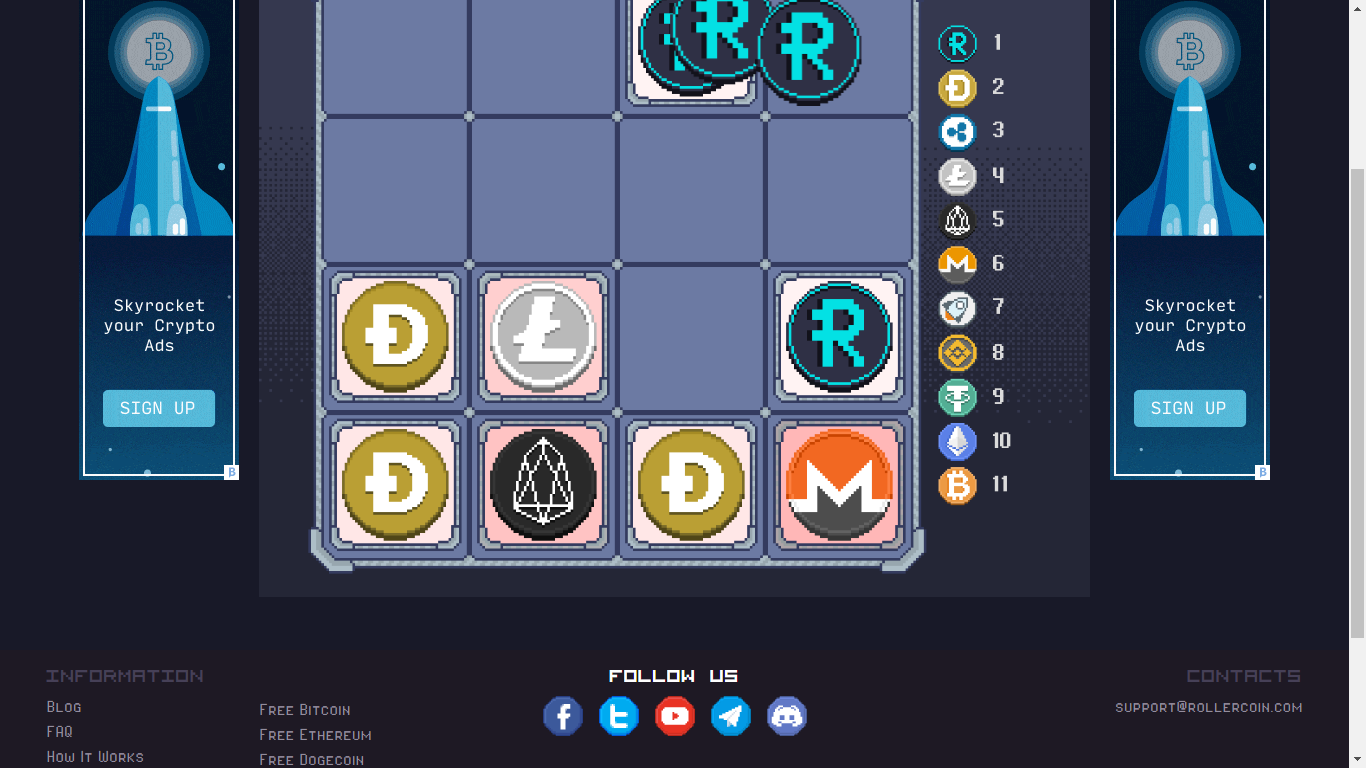 1
2
3
4
5
6
7
8
9
10
11
Skyrocket
your Crypto
Ads
SIGN UP
Skyrocket
your Crypto
Ads
SIGN UP
INFORMATION
Blog
FAQ
How It Works
Free Bitcoin
Free Ethereum
Free Dogecoin
FOLLOW US
CONTACTS
support@rollercoin.com